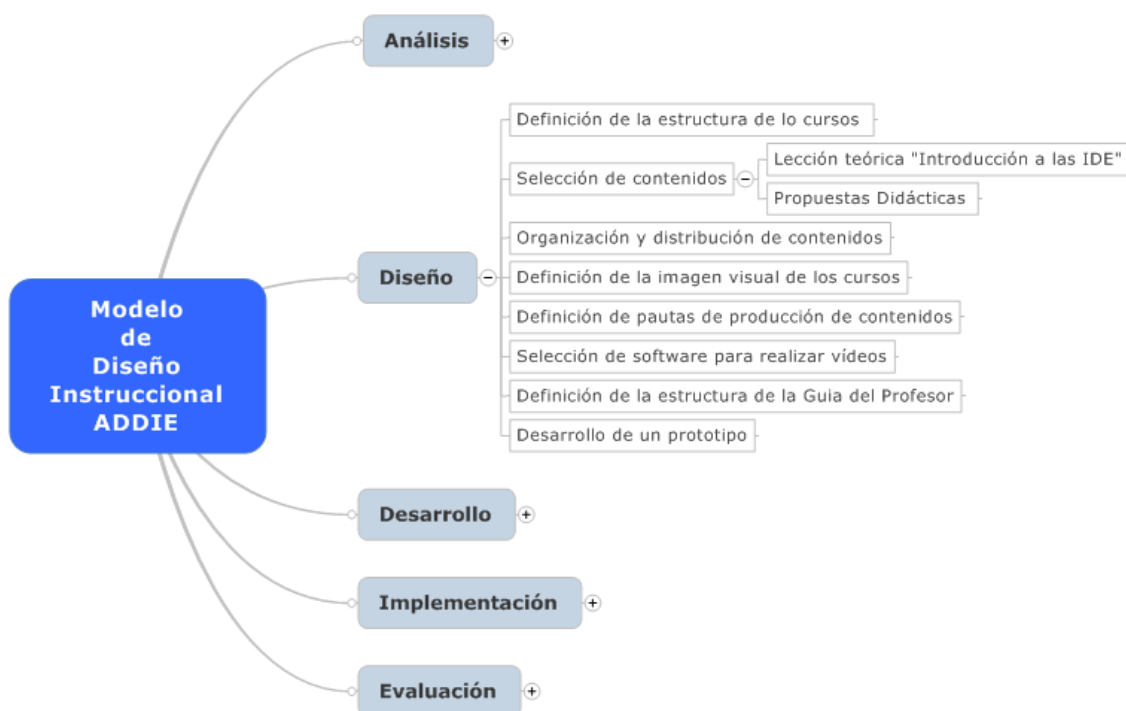 Análisis
Definición de la estructura de lo cursos
Selección de contenidos
Lección teórica "Introducción a las IDE"
Propuestas Didácticas
Organización y distribución de contenidos
Diseño
Definición de la imagen visual de los cursos
Definición de pautas de producción de contenidos
Selección de software para realizar vídeos
Definición de la estructura de la Guia del Profesor
Desarrollo de un prototipo
Modelo
de
Diseño
Instruccional
ADDIE
Desarrollo
Implementación
Evaluación